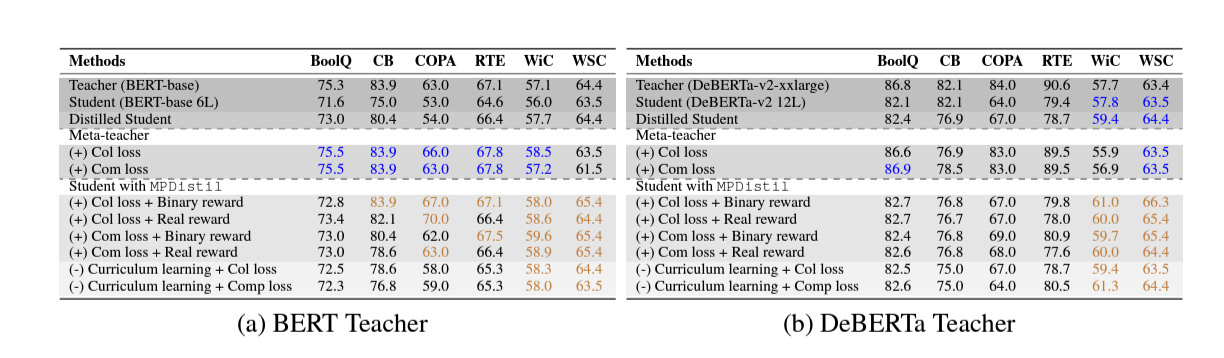 Methods BoolQ CB COPA RTE WiC WSC
Teacher (BERT-base) 75.3 83.9 63.0 67.1 57.1 64.4
Student (BERT-base 6L) 71.6 75.0 53.0 64.6 56.0 63.5
Distilled Student 73.0 80.4 54.0 66.4 57.7 64.4
Meta-teacher
(+) Col loss 75.5 83.9 66.0 67.8 58.5 63.5
(+) Com loss 75.5 83.9 63.0 67.8 57.2 61.5
Student with MPDistil
(+) Col loss + Binary reward 72.8 83.9 67.0 67.1 58.0 65.4
(+) Col loss + Real reward 73.4 82.1 70.0 66.4 58.6 64.4
(+) Com loss + Binary reward 73.0 80.4 62.0 67.5 59.6 65.4
(+) Com loss + Real reward 73.0 78.6 63.0 66.4 58.9 65.4
(-) Curriculum learning + Col loss 72.5 78.6 58.0 65.3 58.3 64.4
(-) Curriculum learning + Comp loss 72.3 76.8 59.0 65.3 58.0 63.5
(a) BERT Teacher
Methods BoolQ CB COPA RTE WiC WSC
Teacher (DeBERTa-v2-xxlarge) 86.8 82.1 84.0 90.6 57.7 63.4
Student (DeBERTa-v2 12L) 82.1 82.1 64.0 79.4 57.8 63.5
Distilled Student 82.4 76.9 67.0 78.7 59.4 64.4
Meta-teacher
(+) Col loss 86.6 76.9 83.0 89.5 55.9 63.5
(+) Com loss 86.9 78.5 83.0 89.5 56.9 63.5
Student with MPDistil
(+) Col loss + Binary reward 82.7 76.8 67.0 79.8 61.0 66.3
(+) Col loss + Real reward 82.7 76.7 67.0 78.0 60.0 65.4
(+) Com loss + Binary reward 82.4 76.8 69.0 80.9 59.7 65.4
(+) Com loss + Real reward 82.6 76.8 68.0 77.6 60.0 64.4
(-) Curriculum learning + Col loss 82.5 75.0 67.0 78.7 59.4 63.5
(-) Curriculum learning + Comp loss 82.6 75.0 64.0 80.5 61.3 64.4
(b) DeBERTa Teacher